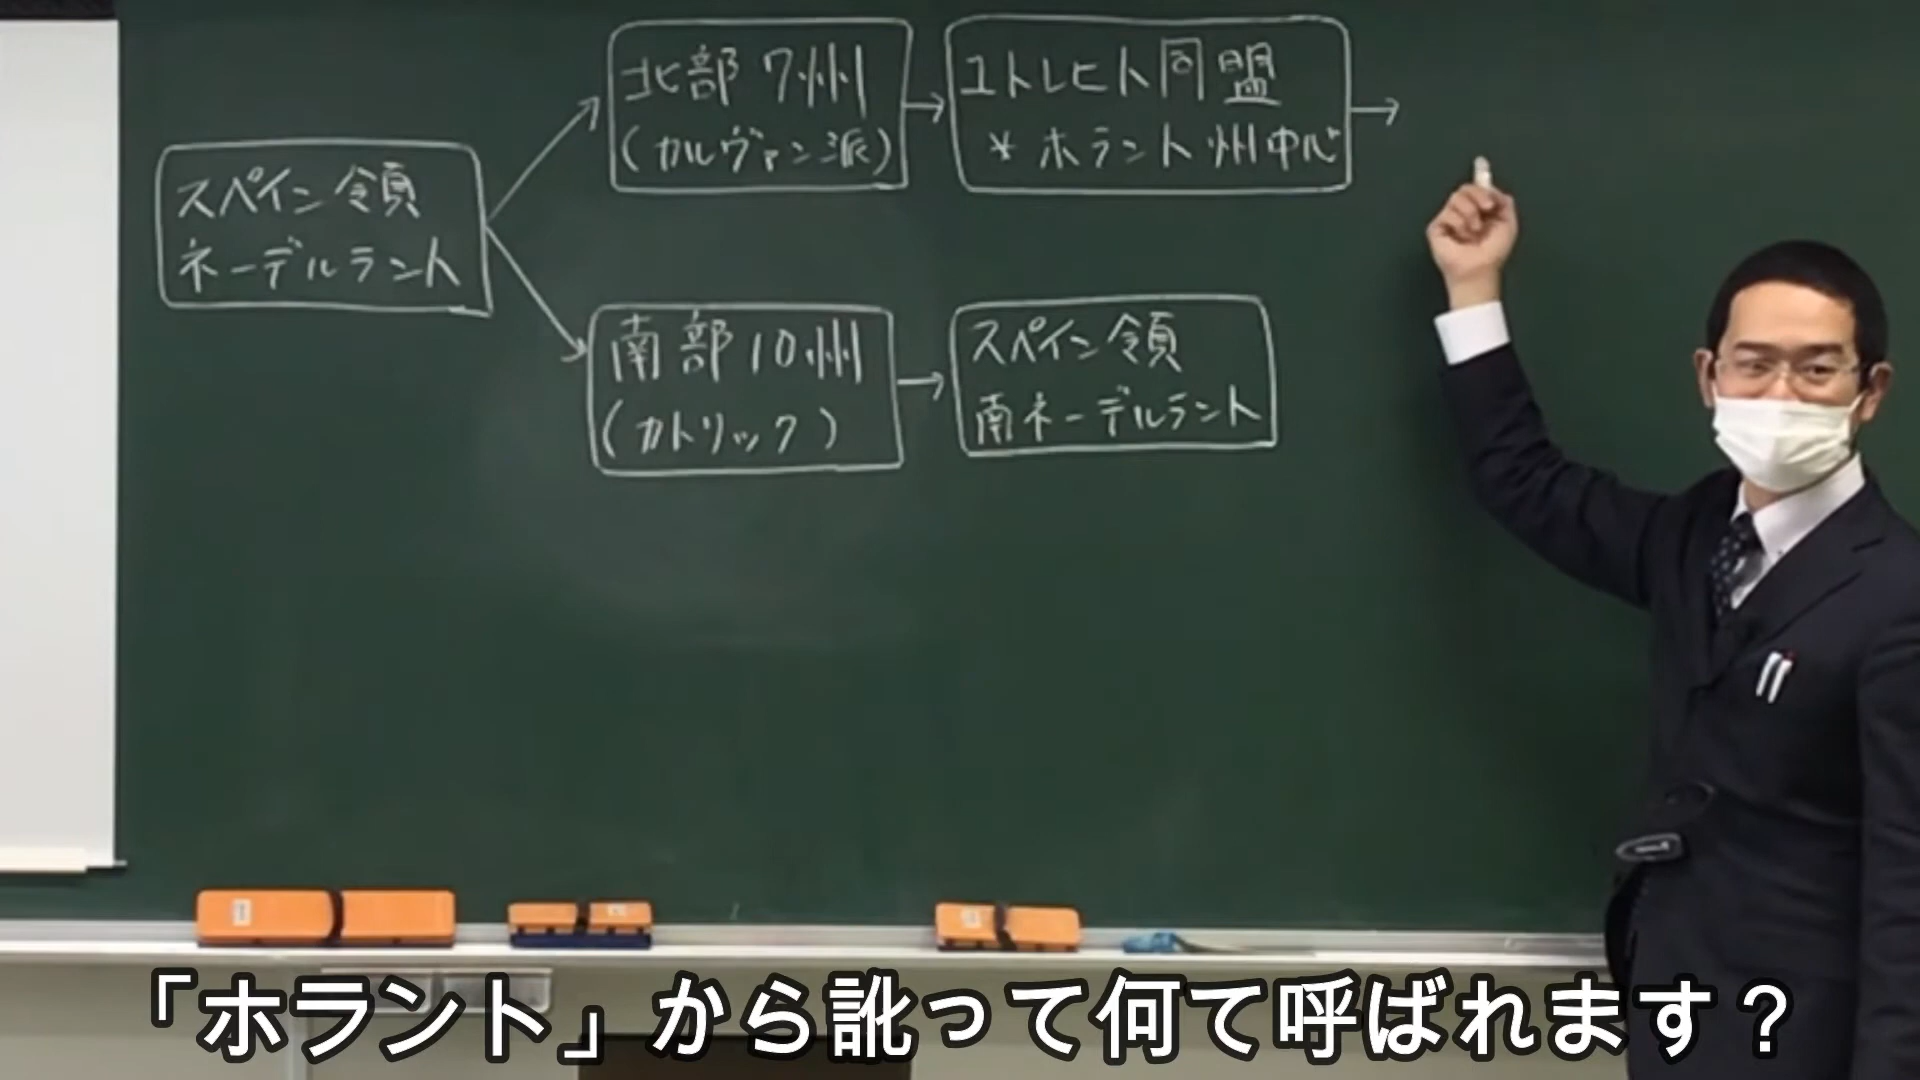 スペイン領
ネーデルラント
北部7州
(カルヴァン派)
ユトレヒト同盟
* ホラント州中心
南部10州
(カトリック)
スペイン領
南ネーデルラント
「ホラント」から訛って何て呼ばれます？